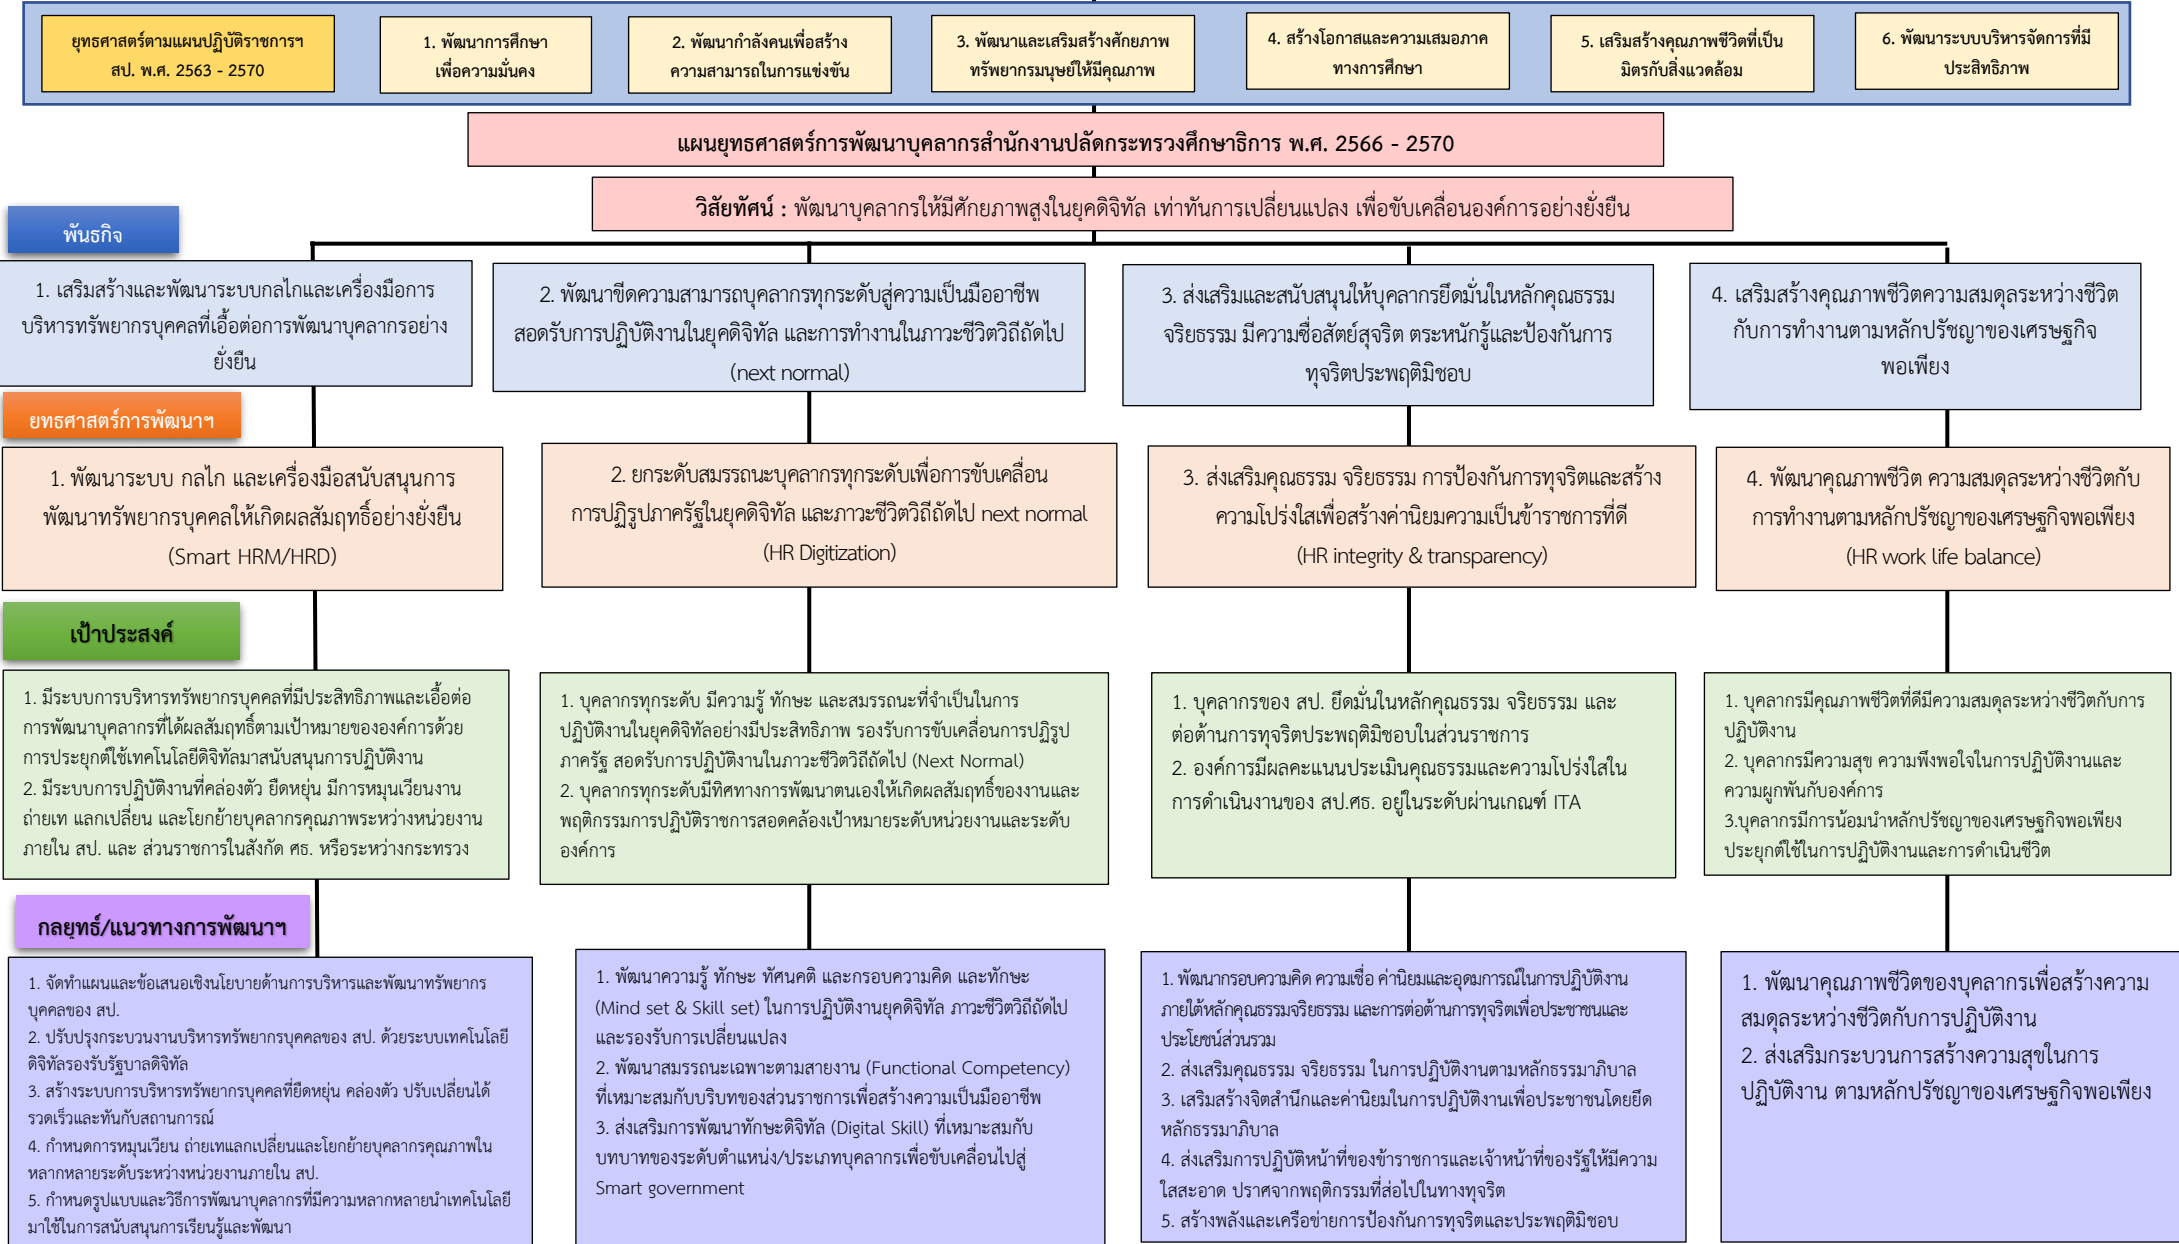 ยุทธศาสตร์ตามแผนปฏิบัติราชการฯ
สป. พ.ศ. 2563 - 2570
1. พัฒนาการศึกษา
เพื่อความมั่นคง
2. พัฒนากำลังคนเพื่อสร้าง
ความสามารถในการแข่งขัน
3. พัฒนาและเสริมสร้างศักยภาพ
ทรัพยากรมนุษย์ให้มีคุณภาพ
4. สร้างโอกาสและความเสมอภาค
ทางการศึกษา
5. เสริมสร้างคุณภาพชีวิตที่เป็น
มิตรกับสิ่งแวดล้อม
6. พัฒนาระบบบริหารจัดการที่มี
ประสิทธิภาพ
แผนยุทธศาสตร์การพัฒนาบุคลากรสำนักงานปลัดกระทรวงศึกษาธิการ พ.ศ. 2566 - 2570
วิสัยทัศน์ : พัฒนาบุคลากรให้มีศักยภาพสูงในยุคดิจิทัล เท่าทันการเปลี่ยนแปลง เพื่อขับเคลื่อนองค์การอย่างยั่งยืน
พันธกิจ
1. เสริมสร้างและพัฒนาระบบกลไกและเครื่องมือการ
บริหารทรัพยากรบุคคลที่เอื้อต่อการพัฒนาบุคลากรอย่าง
ยั่งยืน
2. พัฒนาขีดความสามารถบุคลากรทุกระดับสู่ความเป็นมืออาชีพ
สอดรับการปฏิบัติงานในยุคดิจิทัล และการทำงานในภาวะชีวิตวิถีถัดไป
(next normal)
3. ส่งเสริมและสนับสนุนให้บุคลากรยึดมั่นในหลักคุณธรรม
จริยธรรม มีความซื่อสัตย์สุจริต ตระหนักรู้และป้องกันการ
ทุจริตประพฤติมิชอบ
4. เสริมสร้างคุณภาพชีวิตความสมดุลระหว่างชีวิต
กับการทำงานตามหลักปรัชญาของเศรษฐกิจ
พอเพียง
ยทธศาสตร์การพัฒนาฯ
1. พัฒนาระบบ กลไก และเครื่องมือสนับสนุนการ
พัฒนาทรัพยากรบุคคลให้เกิดผลสัมฤทธิ์อย่างยั่งยืน
(Smart HRM/HRD)
2. ยกระดับสมรรถนะบุคลากรทุกระดับเพื่อการขับเคลื่อน
การปฏิรูปภาครัฐในยุคดิจิทัล และภาวะชีวิตวิถีถัดไป next normal
(HR Digitization)
3. ส่งเสริมคุณธรรม จริยธรรม การป้องกันการทุจริตและสร้าง
ความโปร่งใสเพื่อสร้างค่านิยมความเป็นข้าราชการที่ดี
(HR integrity & transparency)
4. พัฒนาคุณภาพชีวิต ความสมดุลระหว่างชีวิตกับ
การทำงานตามหลักปรัชญาของเศรษฐกิจพอเพียง
(HR work life balance)
เป้าประสงค์
1. มีระบบการบริหารทรัพยากรบุคคลที่มีประสิทธิภาพและเอื้อต่อ
การพัฒนาบุคลากรที่ได้ผลสัมฤทธิ์ตามเป้าหมายขององค์การด้วย
การประยุกต์ใช้เทคโนโลยีดิจิทัลมาสนับสนุนการปฏิบัติงาน
2. มีระบบการปฏิบัติงานที่คล่องตัว ยืดหยุ่น มีการหมุนเวียนงาน
ถ่ายเท แลกเปลี่ยน และโยกย้ายบุคลากรคุณภาพระหว่างหน่วยงาน
ภายใน สป. และ ส่วนราชการในสังกัด ศธ. หรือระหว่างกระทรวง
1. บุคลากรทุกระดับ มีความรู้ ทักษะ และสมรรถนะที่จำเป็นในการ
ปฏิบัติงานในยุคดิจิทัลอย่างมีประสิทธิภาพ รองรับการขับเคลื่อนการปฏิรูป
ภาครัฐ สอดรับการปฏิบัติงานในภาวะชีวิตวิถีถัดไป (Next Normal)
2. บุคลากรทุกระดับมีทิศทางการพัฒนาตนเองให้เกิดผลสัมฤทธิ์ของงานและ
พฤติกรรมการปฏิบัติราชการสอดคล้องเป้าหมายระดับหน่วยงานและระดับ
องค์การ
1. บุคลากรของ สป. ยึดมั่นในหลักคุณธรรม จริยธรรม และ
ต่อต้านการทุจริตประพฤติมิชอบในส่วนราชการ
2. องค์การมีผลคะแนนประเมินคุณธรรมและความโปร่งใสใน
การดำเนินงานของ สป.ศธ. อยู่ในระดับผ่านเกณฑ์ ITA
1. บุคลากรมีคุณภาพชีวิตที่ดีมีความสมดุลระหว่างชีวิตกับการ
ปฏิบัติงาน
2. บุคลากรมีความสุข ความพึงพอใจในการปฏิบัติงานและ
ความผูกพันกับองค์การ
3.บุคลากรมีการน้อมนำหลักปรัชญาของเศรษฐกิจพอเพียง
ประยุกต์ใช้ในการปฏิบัติงานและการดำเนินชีวิต
กลยุทธ์/แนวทางการพัฒนาฯ
1. จัดทำแผนและข้อเสนอเชิงนโยบายด้านการบริหารและพัฒนาทรัพยากร
บุคคลของ สป.
2. ปรับปรุงกระบวนงานบริหารทรัพยากรบุคคลของ สป. ด้วยระบบเทคโนโลยี
ดิจิทัลรองรับรัฐบาลดิจิทัล
3. สร้างระบบการบริหารทรัพยากรบุคคลที่ยืดหยุ่น คล่องตัว ปรับเปลี่ยนได้
รวดเร็วและทันกับสถานการณ์
4. กำหนดการหมุนเวียน ถ่ายเทแลกเปลี่ยนและโยกย้ายบุคลากรคุณภาพใน
หลากหลายระดับระหว่างหน่วยงานภายใน สป.
5. กำหนดรูปแบบและวิธีการพัฒนาบุคลากรที่มีความหลากหลายนำเทคโนโลยี
มาใช้ในการสนับสนุนการเรียนรู้และพัฒนา
1. พัฒนาความรู้ ทักษะ ทัศนคติ และกรอบความคิด และทักษะ
(Mind set & Skill set) ในการปฏิบัติงานยุคดิจิทัล ภาวะชีวิตวิถีถัดไป
และรองรับการเปลี่ยนแปลง
2. พัฒนาสมรรถนะเฉพาะตามสายงาน (Functional Competency)
ที่เหมาะสมกับบริบทของส่วนราชการเพื่อสร้างความเป็นมืออาชีพ
3. ส่งเสริมการพัฒนาทักษะดิจิทัล (Digital Skill) ที่เหมาะสมกับ
บทบาทของระดับตำแหน่ง/ประเภทบุคลากรเพื่อขับเคลื่อนไปสู่
Smart government
1. พัฒนากรอบความคิด ความเชื่อ ค่านิยมและอุดมการณ์ในการปฏิบัติงาน
ภายใต้หลักคุณธรรมจริยธรรม และการต่อต้านการทุจริตเพื่อประชาชนและ
ประโยชน์ส่วนรวม
2. ส่งเสริมคุณธรรม จริยธรรม ในการปฏิบัติงานตามหลักธรรมาภิบาล
3. เสริมสร้างจิตสำนึกและค่านิยมในการปฏิบัติงานเพื่อประชาชนโดยยึด
หลักธรรมาภิบาล
4. ส่งเสริมการปฏิบัติหน้าที่ของข้าราชการและเจ้าหน้าที่ของรัฐให้มีความ
ใสสะอาด ปราศจากพฤติกรรมที่ส่อไปในทางทุจริต
5. สร้างพลังและเครือข่ายการป้องกันการทุจริตและประพฤติมิชอบ
1. พัฒนาคุณภาพชีวิตของบุคลากรเพื่อสร้างความ
สมดุลระหว่างชีวิตกับการปฏิบัติงาน
2. ส่งเสริมกระบวนการสร้างความสุขในการ
ปฏิบัติงาน ตามหลักปรัชญาของเศรษฐกิจพอเพียง